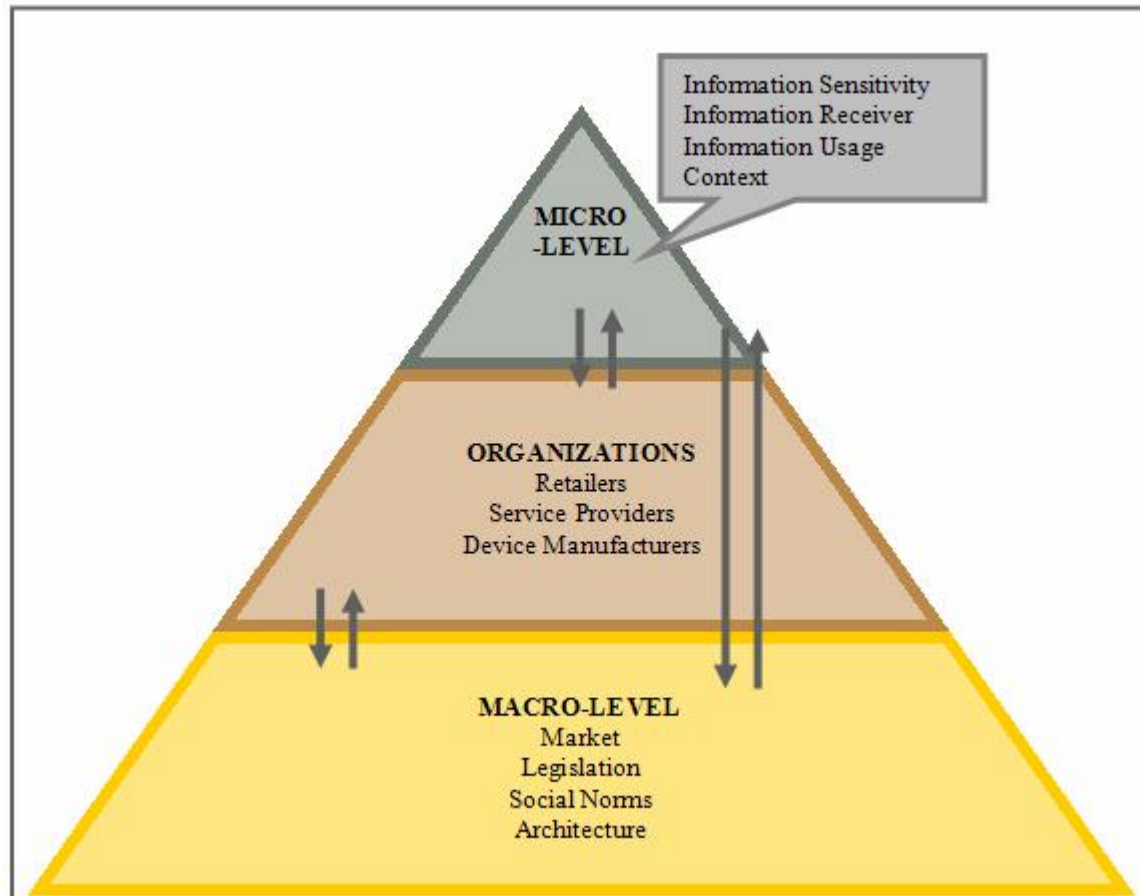 Information Sensitivity
Information Receiver
Information Usage
Context
MICRO
-LEVEL
ORGANIZATIONS
Retailers
Service Providers
Device Manufacturers
MACRO-LEVEL
Market
Legislation
Social Norms
Architecture